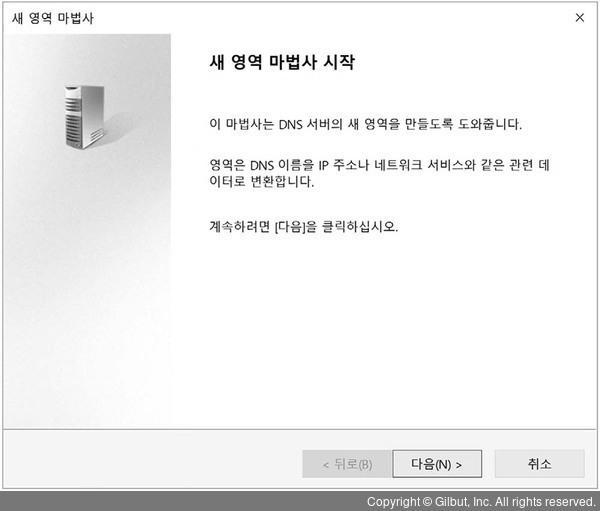 새 영역 마법사
새 영역 마법사 시작
이 마법사는 DNS 서버의 새 영역을 만들도록 도와줍니다.
영역은 DNS 이름을 IP 주소나 네트워크 서비스와 같은 관련 데
이터로 변환합니다.
계속하려면 [다음]을 클릭하십시오.
< 뒤로(B) 다음(N) > 취소
Copyright © Gilbut, Inc. All rights reserved.